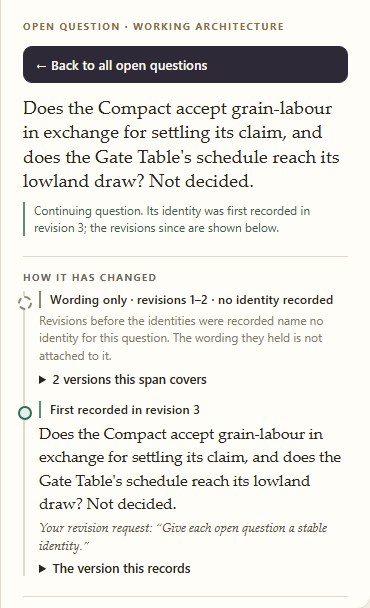 OPEN QUESTION · WORKING ARCHITECTURE
← Back to all open questions
Does the Compact accept grain-labour
in exchange for settling its claim, and
does the Gate Table's schedule reach its
lowland draw? Not decided.
Continuing question. Its identity was first recorded in
revision 3; the revisions since are shown below.
HOW IT HAS CHANGED
Wording only · revisions 1–2 · no identity recorded
Revisions before the identities were recorded name no
identity for this question. The wording they held is not
attached to it.
▶ 2 versions this span covers
First recorded in revision 3
Does the Compact accept grain-labour in
exchange for settling its claim, and does the
Gate Table's schedule reach its lowland
draw? Not decided.
Your revision request: “Give each open question a stable
identity.”
▶ The version this records